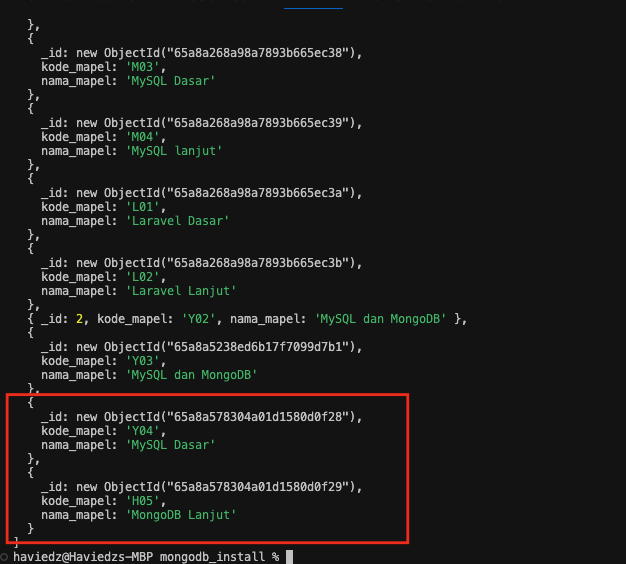 },
{
_id: new ObjectId("65a8a268a98a7893b665ec38"),
kode_mapel: 'M03',
nama_mapel: 'MySQL Dasar'
},
{
_id: new ObjectId("65a8a268a98a7893b665ec39"),
kode_mapel: 'M04',
nama_mapel: 'MySQL lanjut'
},
{
_id: new ObjectId("65a8a268a98a7893b665ec3a"),
kode_mapel: 'L01',
nama_mapel: 'Laravel Dasar'
},
{
_id: new ObjectId("65a8a268a98a7893b665ec3b"),
kode_mapel: 'L02',
nama_mapel: 'Laravel Lanjut'
},
{ _id: 2, kode_mapel: 'Y02', nama_mapel: 'MySQL dan MongoDB' },
{
_id: new ObjectId("65a8a5238ed6b17f7099d7b1"),
kode_mapel: 'Y03',
nama_mapel: 'MySQL dan MongoDB'
},
{
_id: new ObjectId("65a8a578304a01d1580d0f28"),
kode_mapel: 'Y04',
nama_mapel: 'MySQL Dasar'
},
{
_id: new ObjectId("65a8a578304a01d1580d0f29"),
kode_mapel: 'H05',
nama_mapel: 'MongoDB Lanjut'
}
]
haviedz@Haviedzs-MBP mongodb_install %